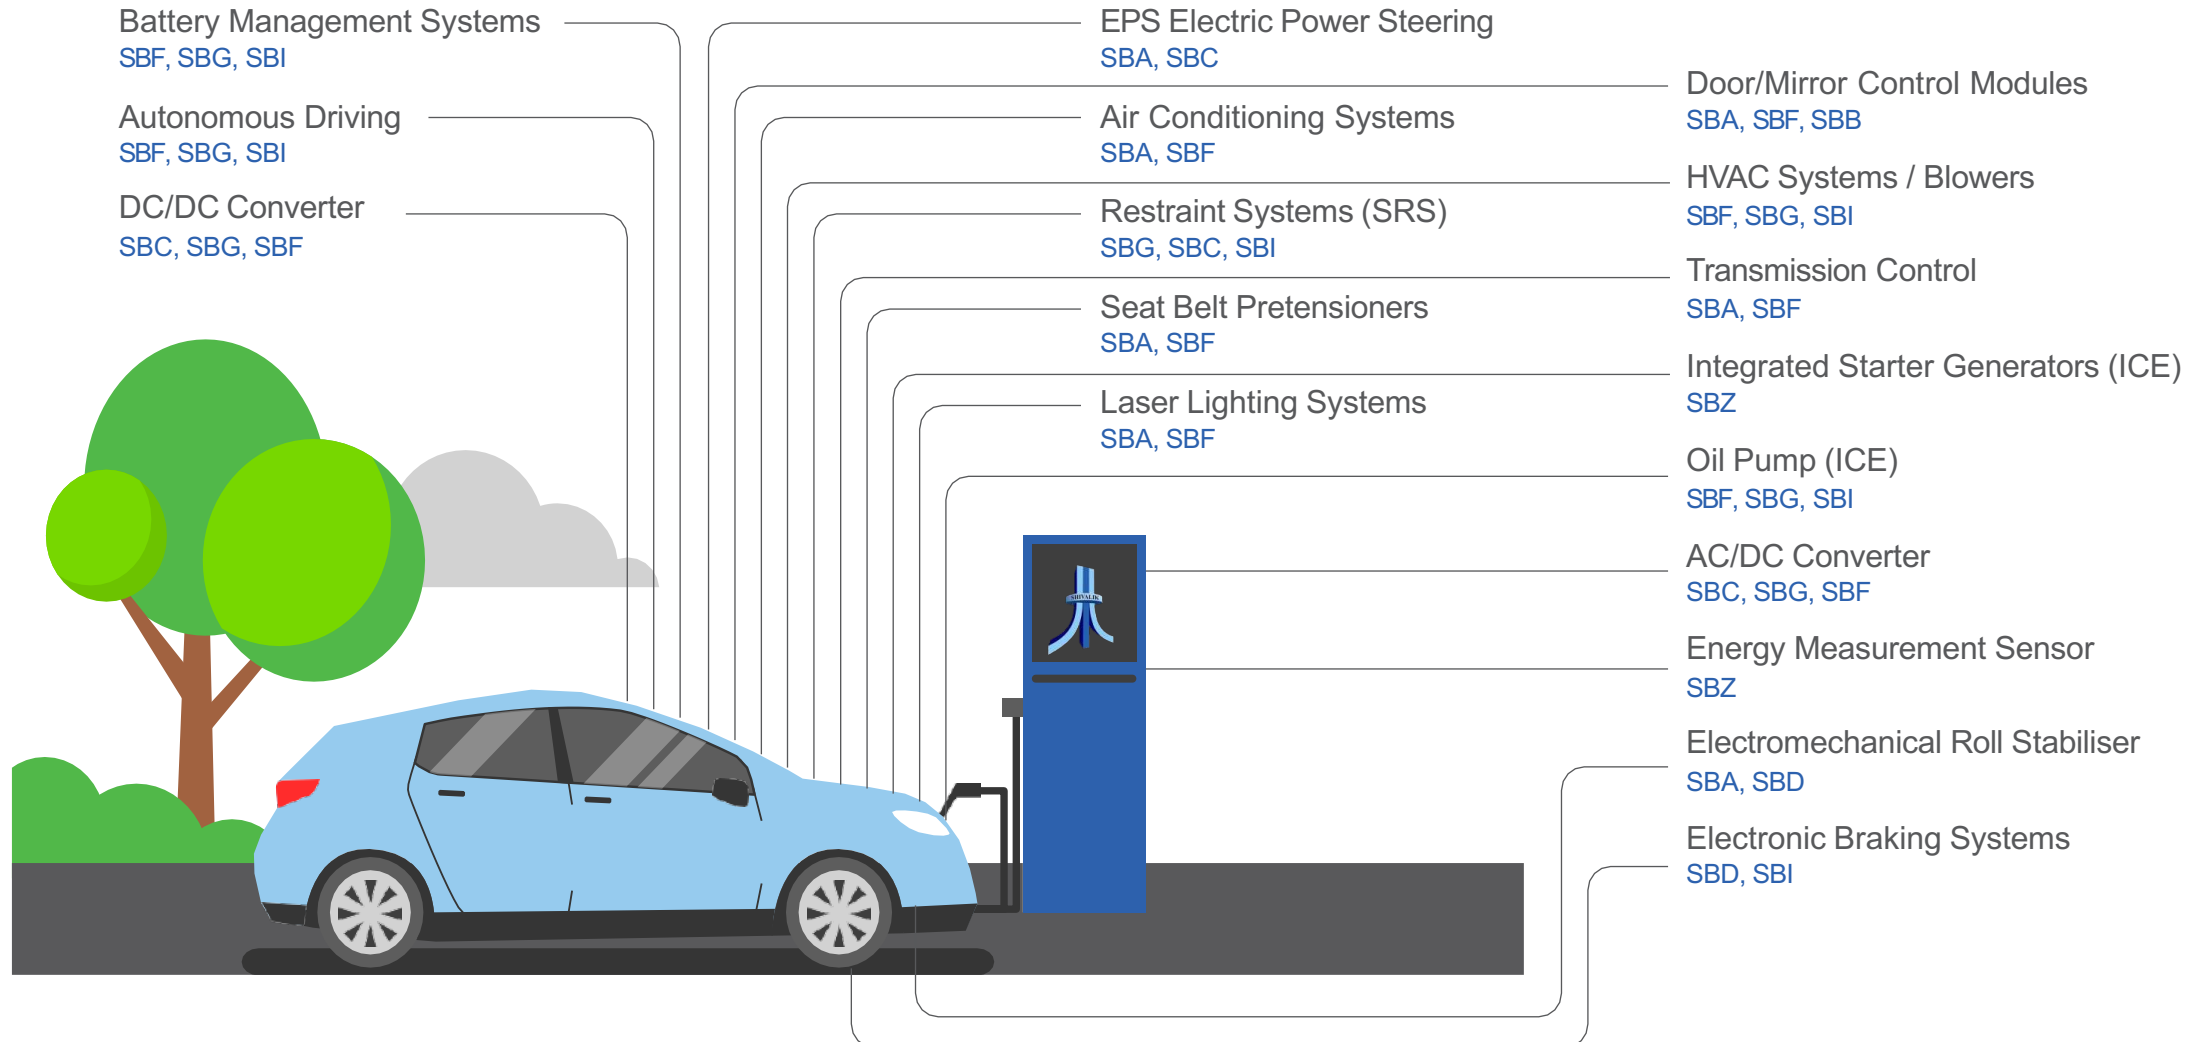 Battery Management Systems
SBF, SBG, SBI
Autonomous Driving
SBF, SBG, SBI
DC/DC Converter
SBC, SBG, SBF
EPS Electric Power Steering
SBA, SBC
Air Conditioning Systems
SBA, SBF
Restraint Systems (SRS)
SBG, SBC, SBI
Seat Belt Pretensioners
SBA, SBF
Laser Lighting Systems
SBA, SBF
Door/Mirror Control Modules
SBA, SBF, SBB
HVAC Systems / Blowers
SBF, SBG, SBI
Transmission Control
SBA, SBF
Integrated Starter Generators (ICE)
SBZ
Oil Pump (ICE)
SBF, SBG, SBI
AC/DC Converter
SBC, SBG, SBF
Energy Measurement Sensor
SBZ
Electromechanical Roll Stabiliser
SBA, SBD
Electronic Braking Systems
SBD, SBI
SHIVALIK